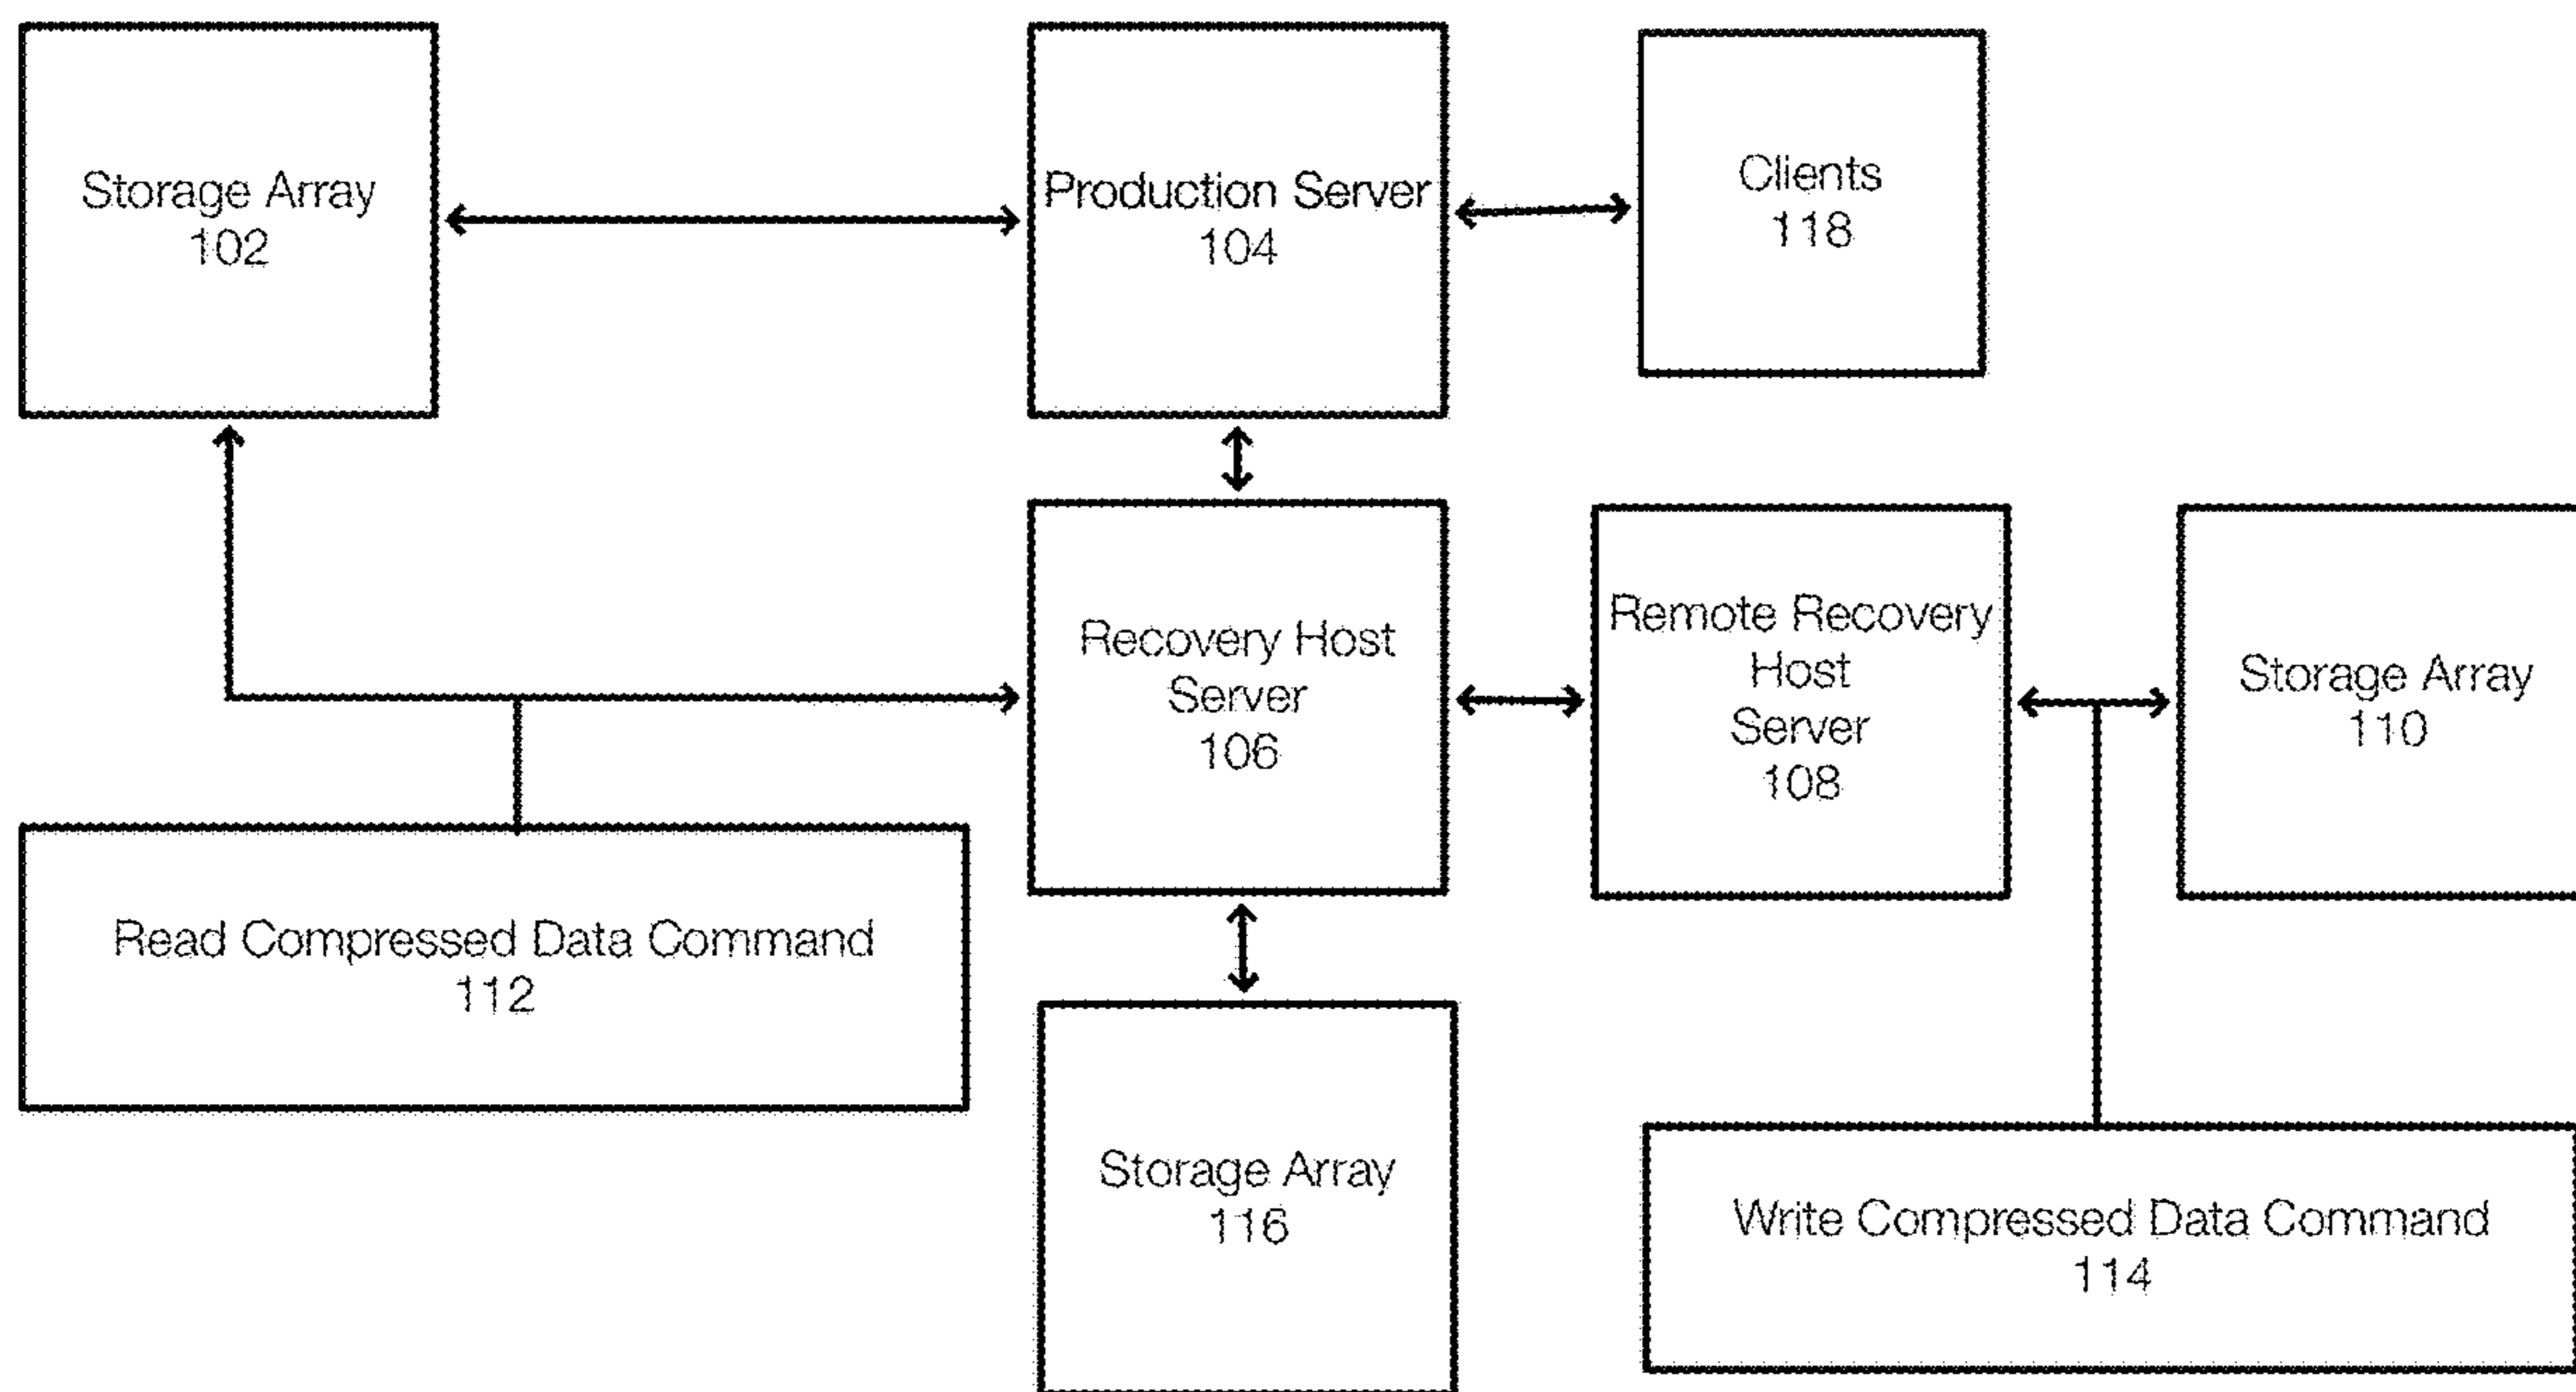 Storage Array
102
Production Server
104
Clients
118
Recovery Host
Server
106
Remote Recovery
Host
Server
108
Storage Array
110
Read Compressed Data Command
112
Storage Array
116
Write Compressed Data Command
114